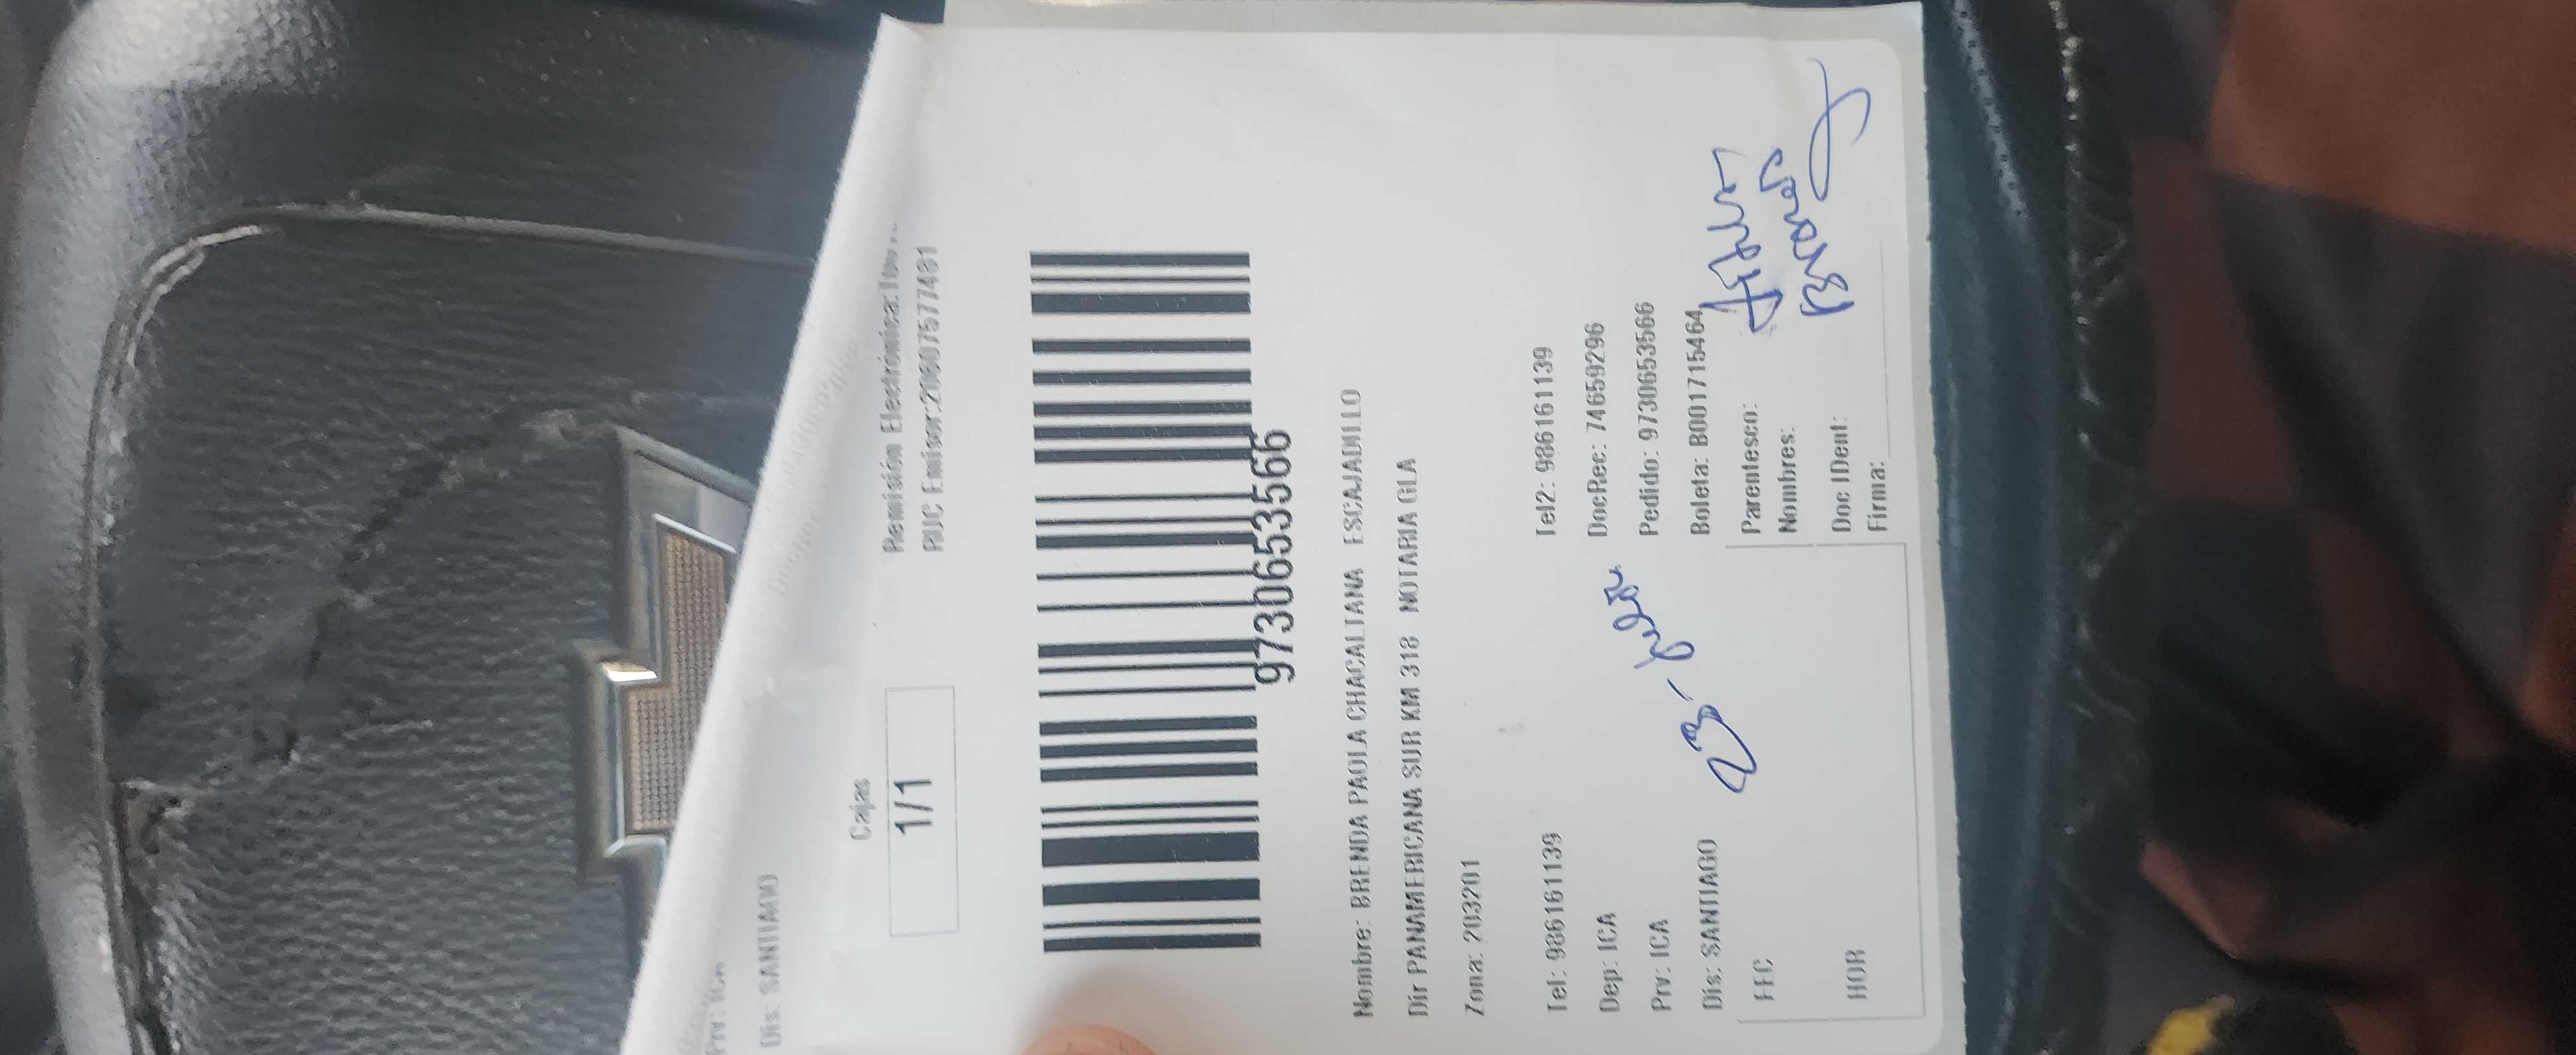 Dis: SANTIAGO
Cajas
1/1
Remisión Electrónica:
RUC Emisor:20607577481
9730653566
Nombre: BRENDA PAOLA CHACALTANA ESCAJADILLO
Dir PANAMERICANA SUR KM 318 NOTARIA GLA
Zona: 203201
Tel: 986161139 Tel2: 986161139
Dep: ICA DocRec: 74659296
Prv: ICA Pedido: 9730653566
Dis: SANTIAGO Boleta: B001715464
FEC Parentesco:
Nombres:
HOR Doc IDent:
Firma: